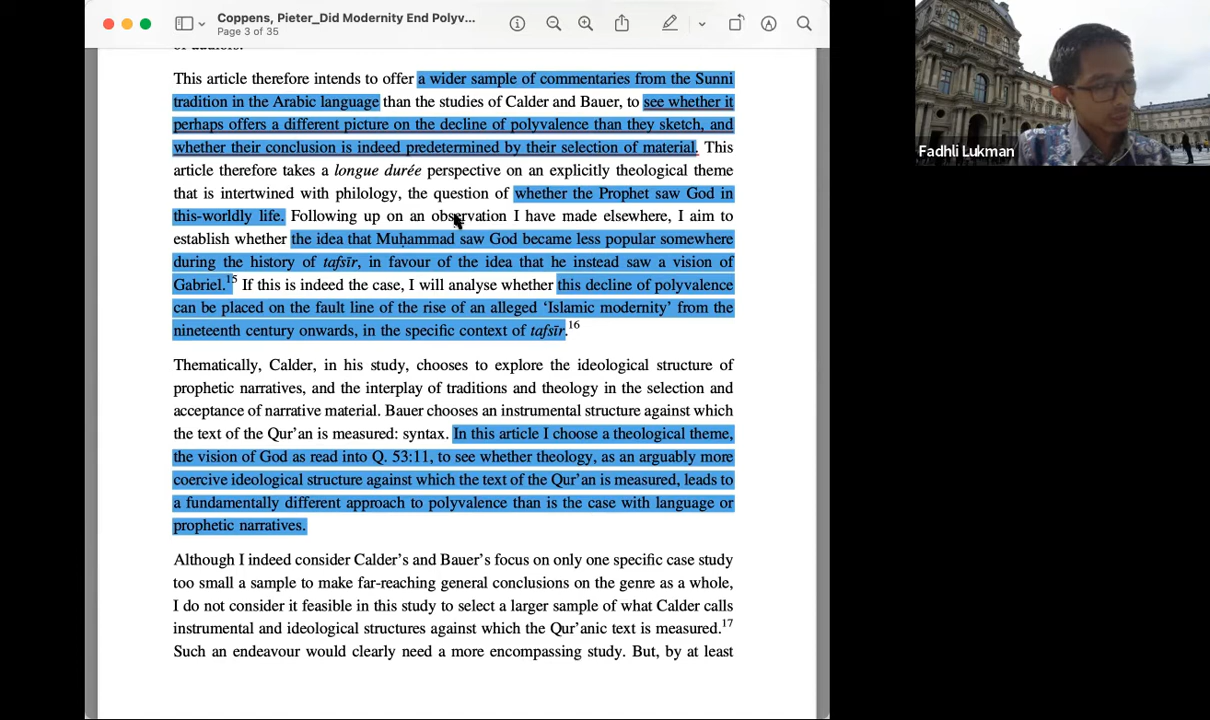 Coppens, Pieter_Did Modernity End Polyv...
Page 3 of 35
of authors.
This article therefore intends to offer a wider sample of commentaries from the Sunni
tradition in the Arabic language than the studies of Calder and Bauer, to see whether it
perhaps offers a different picture on the decline of polyvalence than they sketch, and
whether their conclusion is indeed predetermined by their selection of material. This
article therefore takes a longue durée perspective on an explicitly theological theme
that is intertwined with philology, the question of whether the Prophet saw God in
this-worldly life. Following up on an observation I have made elsewhere, I aim to
establish whether the idea that Muḥammad saw God became less popular somewhere
during the history of tafsīr, in favour of the idea that he instead saw a vision of
Gabriel.15 If this is indeed the case, I will analyse whether this decline of polyvalence
can be placed on the fault line of the rise of an alleged ‘Islamic modernity’ from the
nineteenth century onwards, in the specific context of tafsīr.16
Thematically, Calder, in his study, chooses to explore the ideological structure of
prophetic narratives, and the interplay of traditions and theology in the selection and
acceptance of narrative material. Bauer chooses an instrumental structure against which
the text of the Qur’an is measured: syntax. In this article I choose a theological theme,
the vision of God as read into Q. 53:11, to see whether theology, as an arguably more
coercive ideological structure against which the text of the Qur’an is measured, leads to
a fundamentally different approach to polyvalence than is the case with language or
prophetic narratives.
Although I indeed consider Calder’s and Bauer’s focus on only one specific case study
too small a sample to make far-reaching general conclusions on the genre as a whole,
I do not consider it feasible in this study to select a larger sample of what Calder calls
instrumental and ideological structures against which the Qur’anic text is measured.17
Such an endeavour would clearly need a more encompassing study. But, by at least
Fadhli Lukman